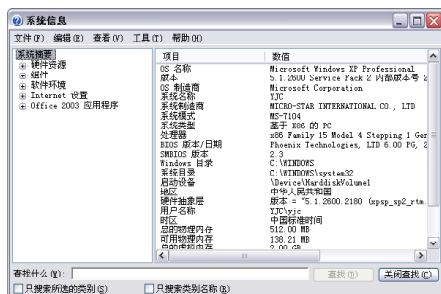 系统信息
文件(F) 编辑(E) 查看(V) 工具(T) 帮助(H)
系统摘要
硬件资源
组件
软件环境
Internet 设置
Office 2003 应用程序
项目 数值
OS 名称 Microsoft Windows XP Professional
版本 5.1.2600 Service Pack 2 内部版本号
OS 制造商 Microsoft Corporation
系统名称 YJC
系统制造商 MICRO-STAR INTERNATIONAL CO., LTD
系统模式 MS-7104
系统类型 基于 X86 的 PC
处理器 x86 Family 15 Model 4 Stepping 1 Gen
BIOS 版本/日期 Phoenix Technologies, LTD 6.00 PG, 2
SMBIOS 版本 2.3
Windows 目录 C:\WINDOWS
系统目录 C:\WINDOWS\system32
启动设备 \Device\HarddiskVolume1
地区 中华人民共和国
硬件抽象层 版本 = "5.1.2600.2180 (xpsp_sp2_rtm.
用户名称 YJC\yjc
时区 中国标准时间
总的物理内存 512.00 MB
可用物理内存 138.21 MB
总的虚拟内存 2.00 GB
查找什么(W): 查找(D) 关闭查找(C)
只搜索所选的类别(S) 只搜索类别名称(R)